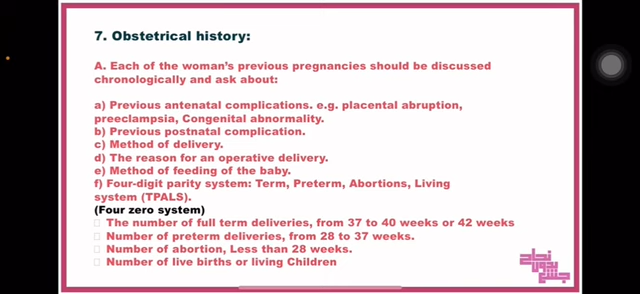 7. Obstetrical history:
A. Each of the woman's previous pregnancies should be discussed
chronologically and ask about:
a) Previous antenatal complications. e.g. placental abruption,
preeclampsia, Congenital abnormality.
b) Previous postnatal complication.
c) Method of delivery.
d) The reason for an operative delivery.
e) Method of feeding of the baby.
f) Four-digit parity system: Term, Preterm, Abortions, Living
system (TPALS).
(Four zero system)
The number of full term deliveries, from 37 to 40 weeks or 42 weeks
Number of preterm deliveries, from 28 to 37 weeks.
Number of abortion, Less than 28 weeks.
Number of live births or living Children